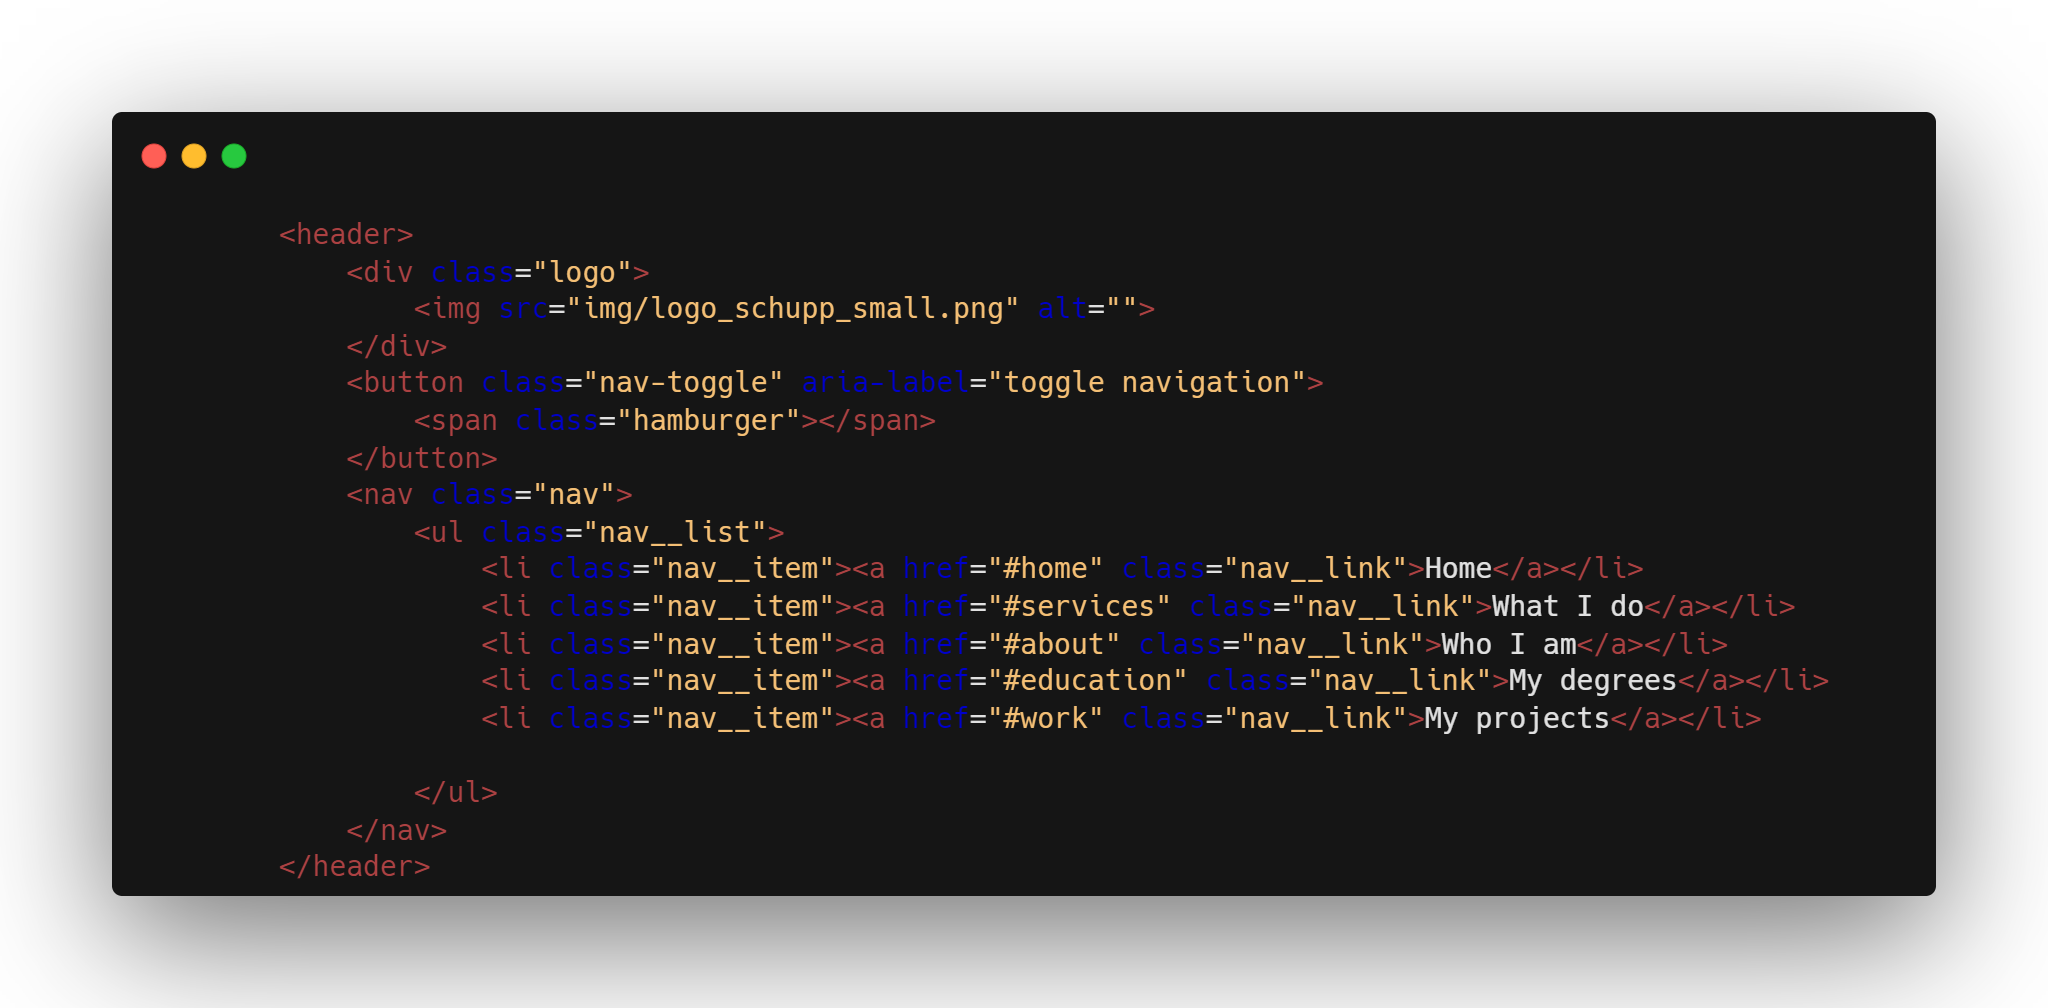 <header>
    <div class="logo">
        <img src="img/logo_schupp_small.png" alt="">
    </div>
    <button class="nav-toggle" aria-label="toggle navigation">
        <span class="hamburger"></span>
    </button>
    <nav class="nav">
        <ul class="nav__list">
            <li class="nav__item"><a href="#home" class="nav__link">Home</a></li>
            <li class="nav__item"><a href="#services" class="nav__link">What I do</a></li>
            <li class="nav__item"><a href="#about" class="nav__link">Who I am</a></li>
            <li class="nav__item"><a href="#education" class="nav__link">My degrees</a></li>
            <li class="nav__item"><a href="#work" class="nav__link">My projects</a></li>

        </ul>
    </nav>
</header>